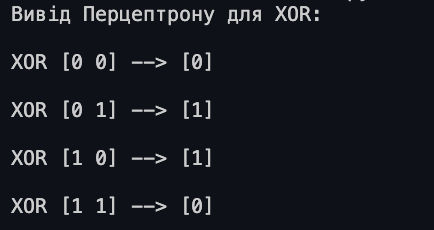 Вивід Перцептрону для XOR:
XOR [0 0] --> [0]
XOR [0 1] --> [1]
XOR [1 0] --> [1]
XOR [1 1] --> [0]